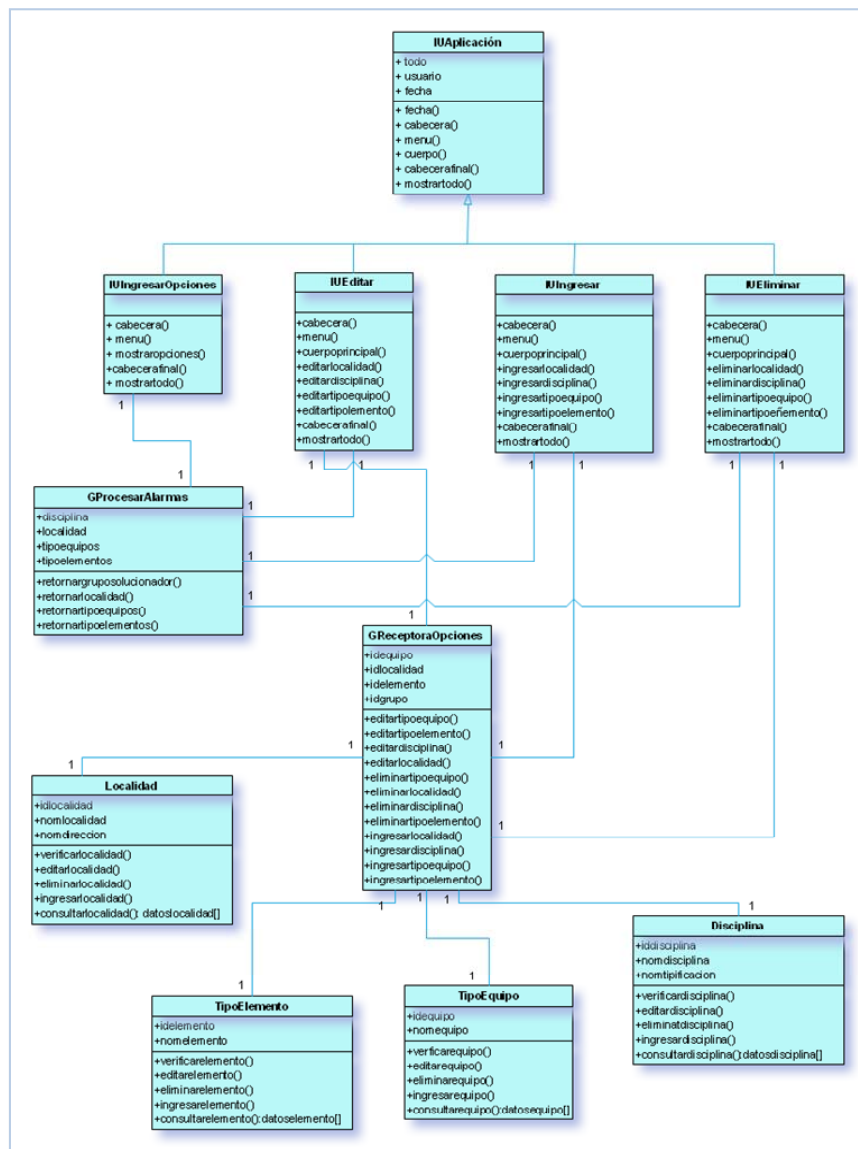 IUAplicación
+ todo
+ usuario
+ fecha
+ fecha()
+ cabecera()
+ menu()
+ cuerpo()
+ cabecerafinal()
+ mostrartodo()
IUIngresarOpciones
+ cabecera()
+ menu()
+ mostraropciones()
+cabecerafinal()
+ mostrartodo()
1
IUEditar
+cabecera()
+menu()
+cuerpoprincipal()
+editarlocalidad()
+editardisciplina()
+editartipoequipo()
+editartipolemento()
+cabecerafinal()
+mostrartodo()
1
1
IUIngresar
+cabecera()
+menu()
+cuerpoprincipal()
+ingresarlocalidad()
+ingresardisciplina()
+ingresartipoequipo()
+ingresartipoelemento()
+cabecerafinal()
+mostrartodo()
1
1
IUEliminar
+cabecera()
+menu()
+cuerpoprincipal()
+eliminarlocalidad()
+eliminardisciplina()
+eliminartipoequipo()
+eliminartipoeñemento()
+cabecerafinal()
+mostrartodo()
1
1
1
GProcesarAlarmas
+disciplina
+localidad
+tipoequipos
+tipoelementos
+retornargruposolucionador()
+retornarlocalidad()
+retornartipoequipos()
+retornartipoelementos()
1
1
1
1
GReceptoraOpciones
+idequipo
+idlocalidad
+idelemento
+idgrupo
+editartipoequipo()
+editartipoelemento()
+editardisciplina()
+editarlocalidad()
+eliminartipoequipo()
+eliminarlocalidad()
+eliminardisciplina()
+eliminartipoelemento()
+ingresarlocalidad()
+ingresardisciplina()
+ingresartipoequipo()
+ingresartipoelemento()
1
1
1
1
1
1
1
Localidad
+idlocalidad
+nomlocalidad
+nomdireccion
+verificarlocalidad()
+editarlocalidad()
+eliminarlocalidad()
+ingresarlocalidad()
+consultarlocalidad(): datoslocalidad[]
1
TipoElemento
+idelemento
+nomelemento
+verificarelemento()
+editarelemento()
+eliminarelemento()
+ingresarelemento()
+consultarelemento():datoselemento[]
1
TipoEquipo
+idequipo
+nomequipo
+verficarequipo()
+editarequipo()
+eliminarequipo()
+ingresarequipo()
+consultarequipo():datosequipo[]
1
Disciplina
+iddisciplina
+nomdisciplina
+nomtipificacion
+verificardisciplina()
+editardisciplina()
+eliminatdisciplina()
+ingresardisciplina()
+consultardisciplina():datosdisciplina[]